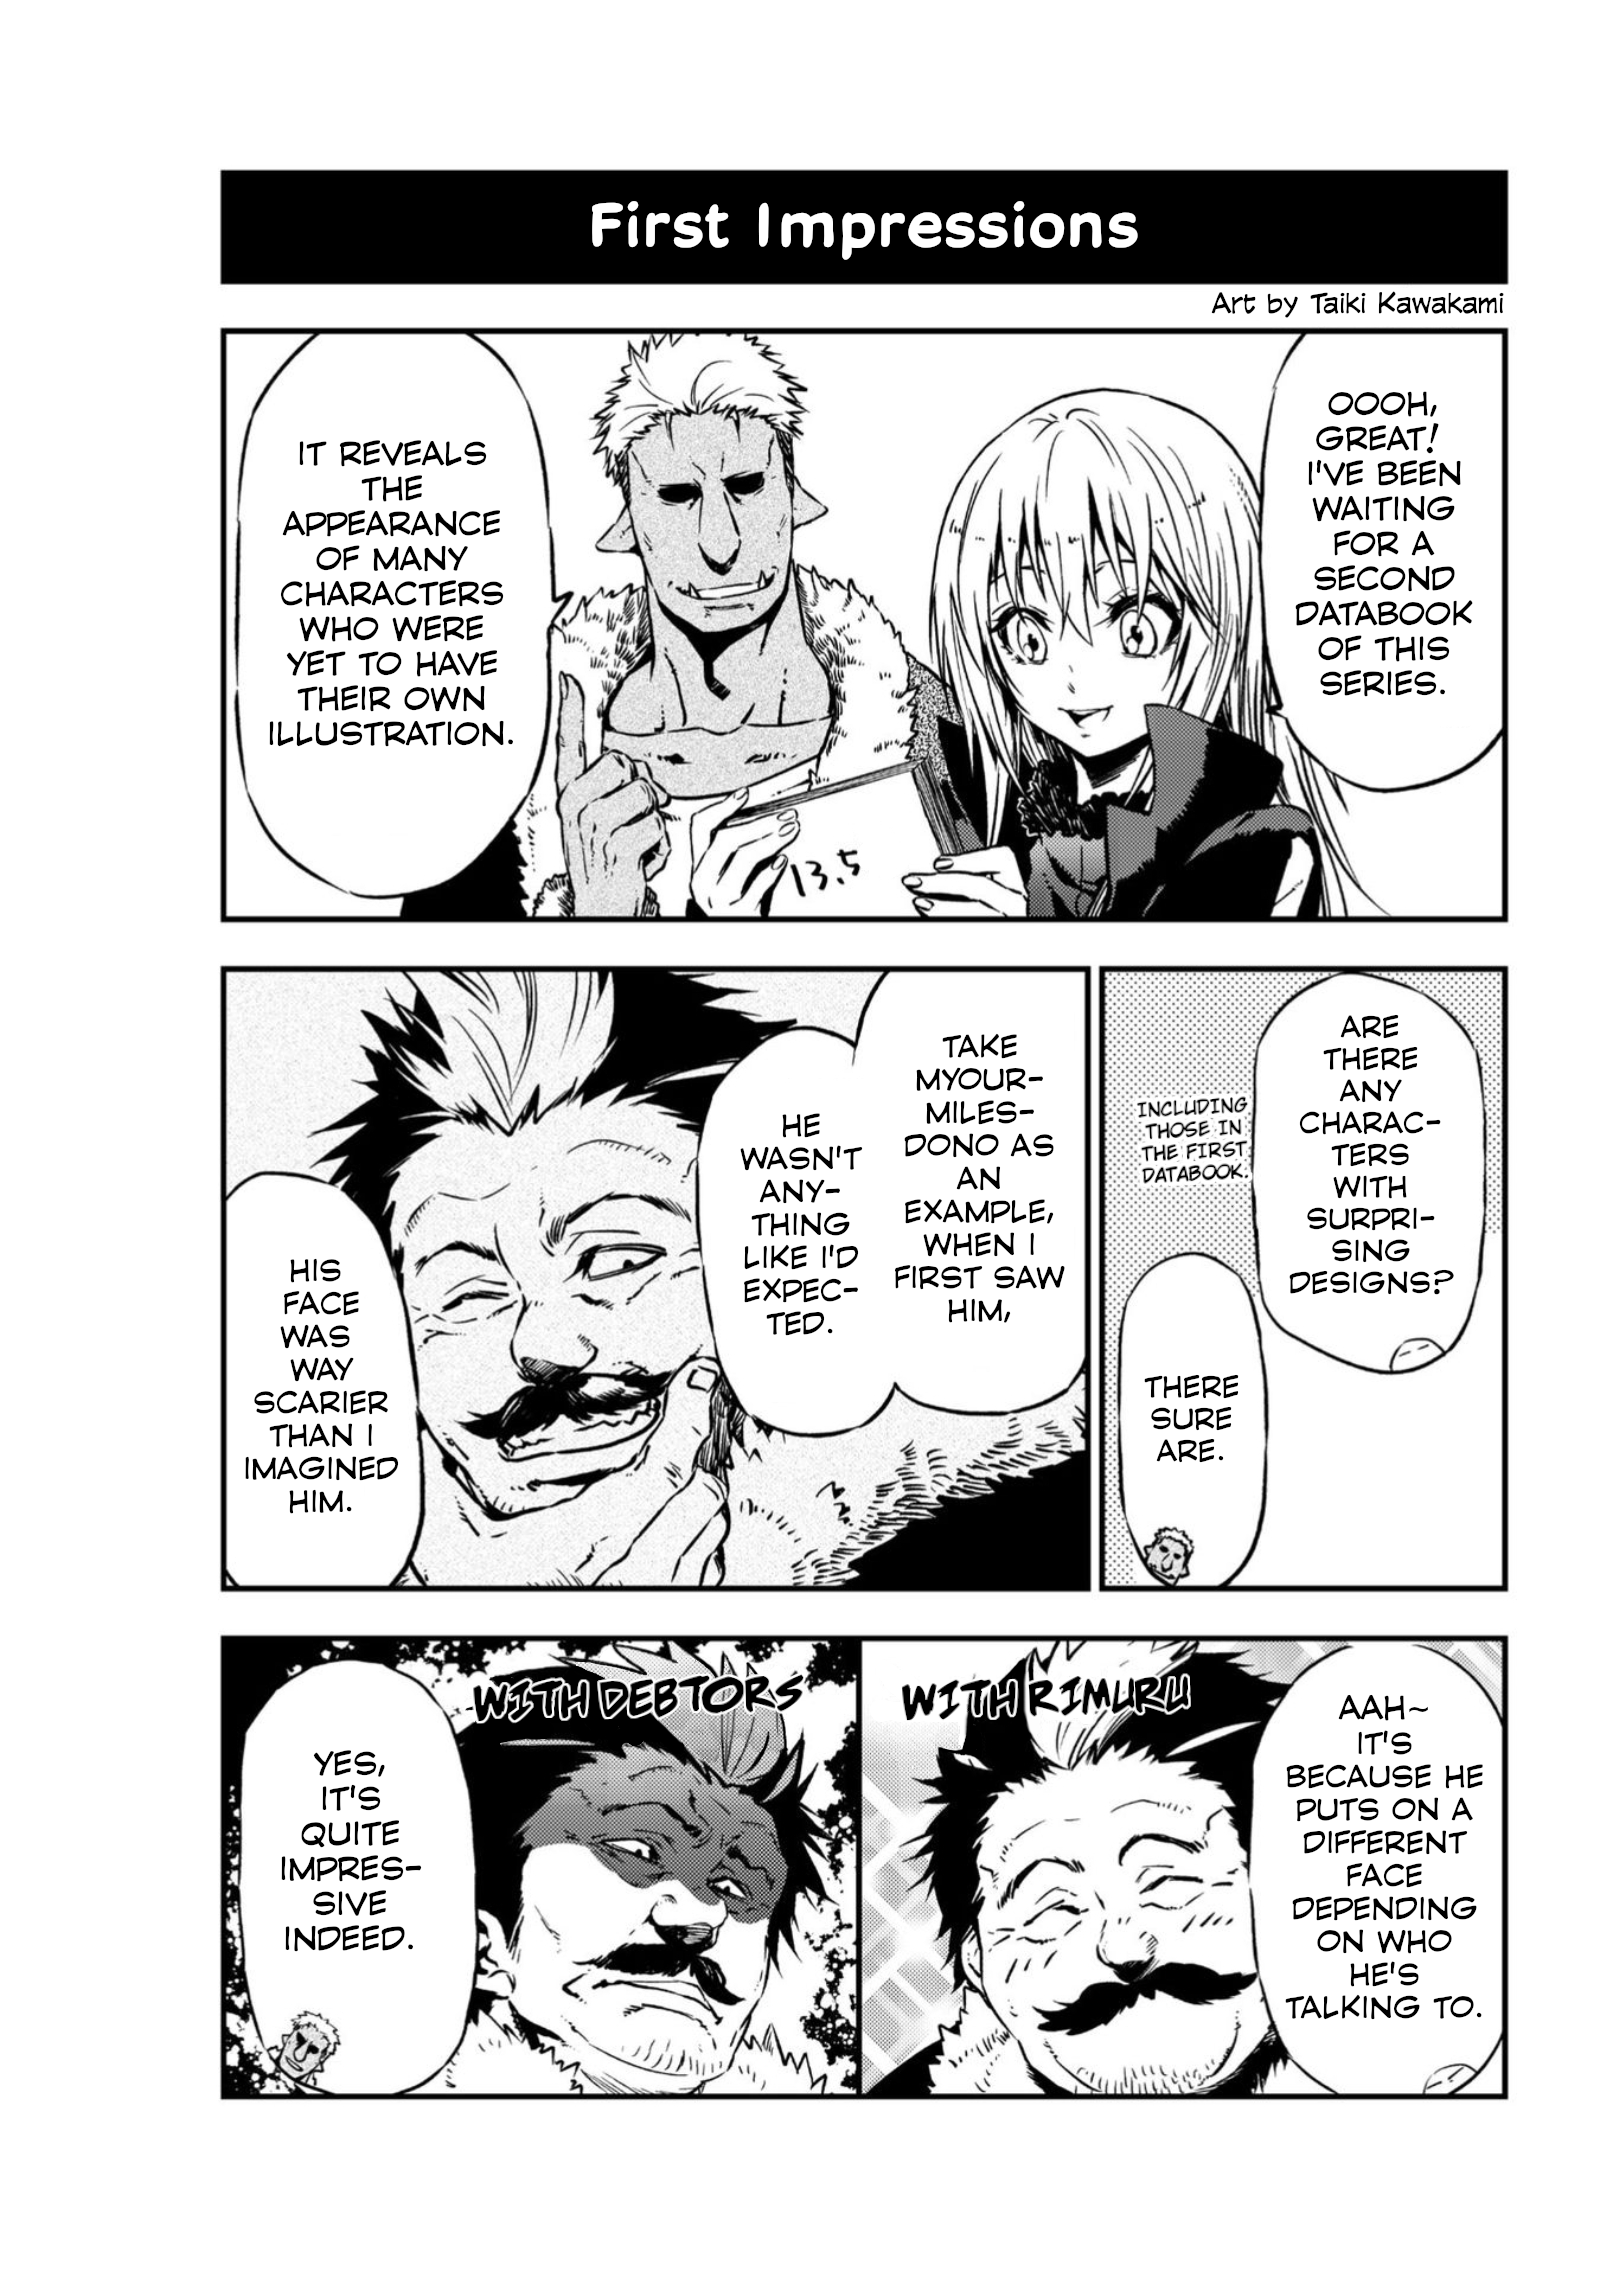 First Impressions
Art by Taiki Kawakami
OOOH,
GREAT!
I'VE BEEN
WAITING
FOR A
SECOND
DATABOOK
OF THIS
SERIES.
IT REVEALS
THE
APPEARANCE
OF MANY
CHARACTERS
WHO WERE
YET TO HAVE
THEIR OWN
ILLUSTRATION.
13.5
ARE
THERE
ANY
CHARAC-
TERS
WITH
SURPRI-
SING
DESIGNS?
INCLUDING
THOSE IN
THE FIRST
DATABOOK.
THERE
SURE
ARE.
TAKE
MYOUR-
MILES-
DONO AS
AN
EXAMPLE,
WHEN I
FIRST SAW
HIM,
HE
WASN'T
ANY-
THING
LIKE I'D
EXPEC-
TED.
HIS
FACE
WAS
WAY
SCARIER
THAN I
IMAGINED
HIM.
AAH~
IT'S
BECAUSE HE
PUTS ON A
DIFFERENT
FACE
DEPENDING
ON WHO
HE'S
TALKING TO.
WITH RIMURU
WITH DEBTORS
YES,
IT'S
QUITE
IMPRES-
SIVE
INDEED.